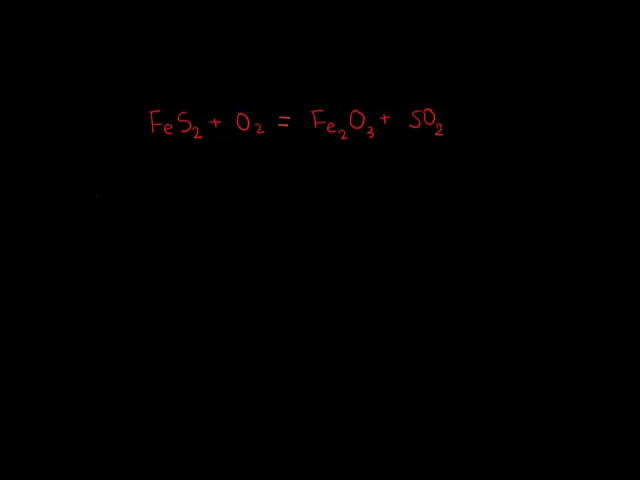 FeS₂ + O₂ = Fe₂O₃ + SO₂